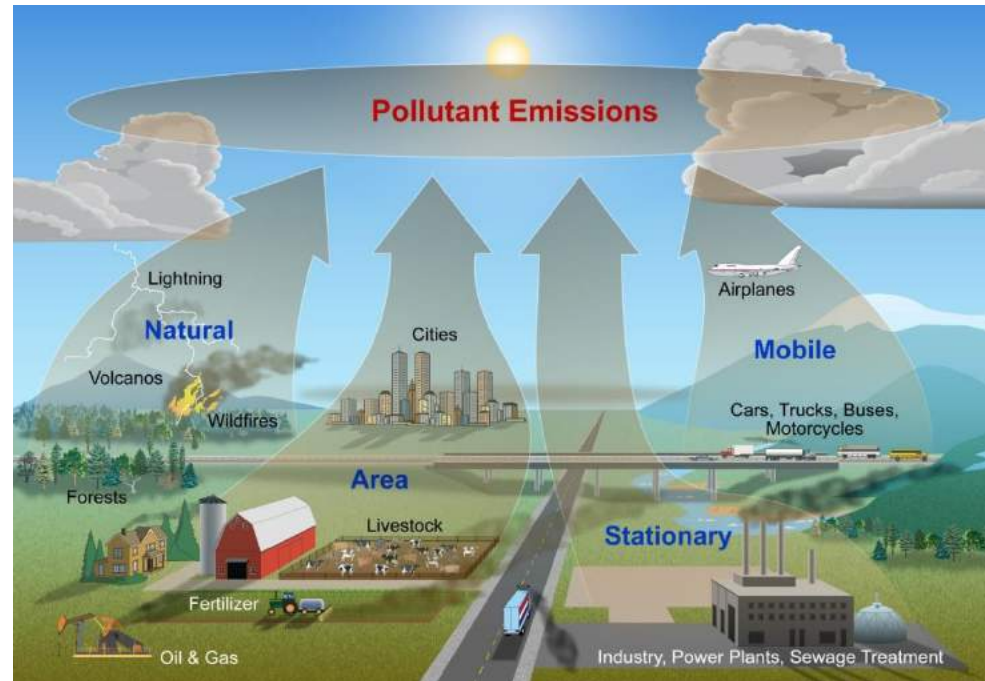 Pollutant Emissions
Lightning
Natural
Volcanos
Wildfires
Forests
Cities
Area
Livestock
Fertilizer
Oil & Gas
Airplanes
Mobile
Cars, Trucks, Buses,
Motorcycles
Stationary
Industry, Power Plants, Sewage Treatment